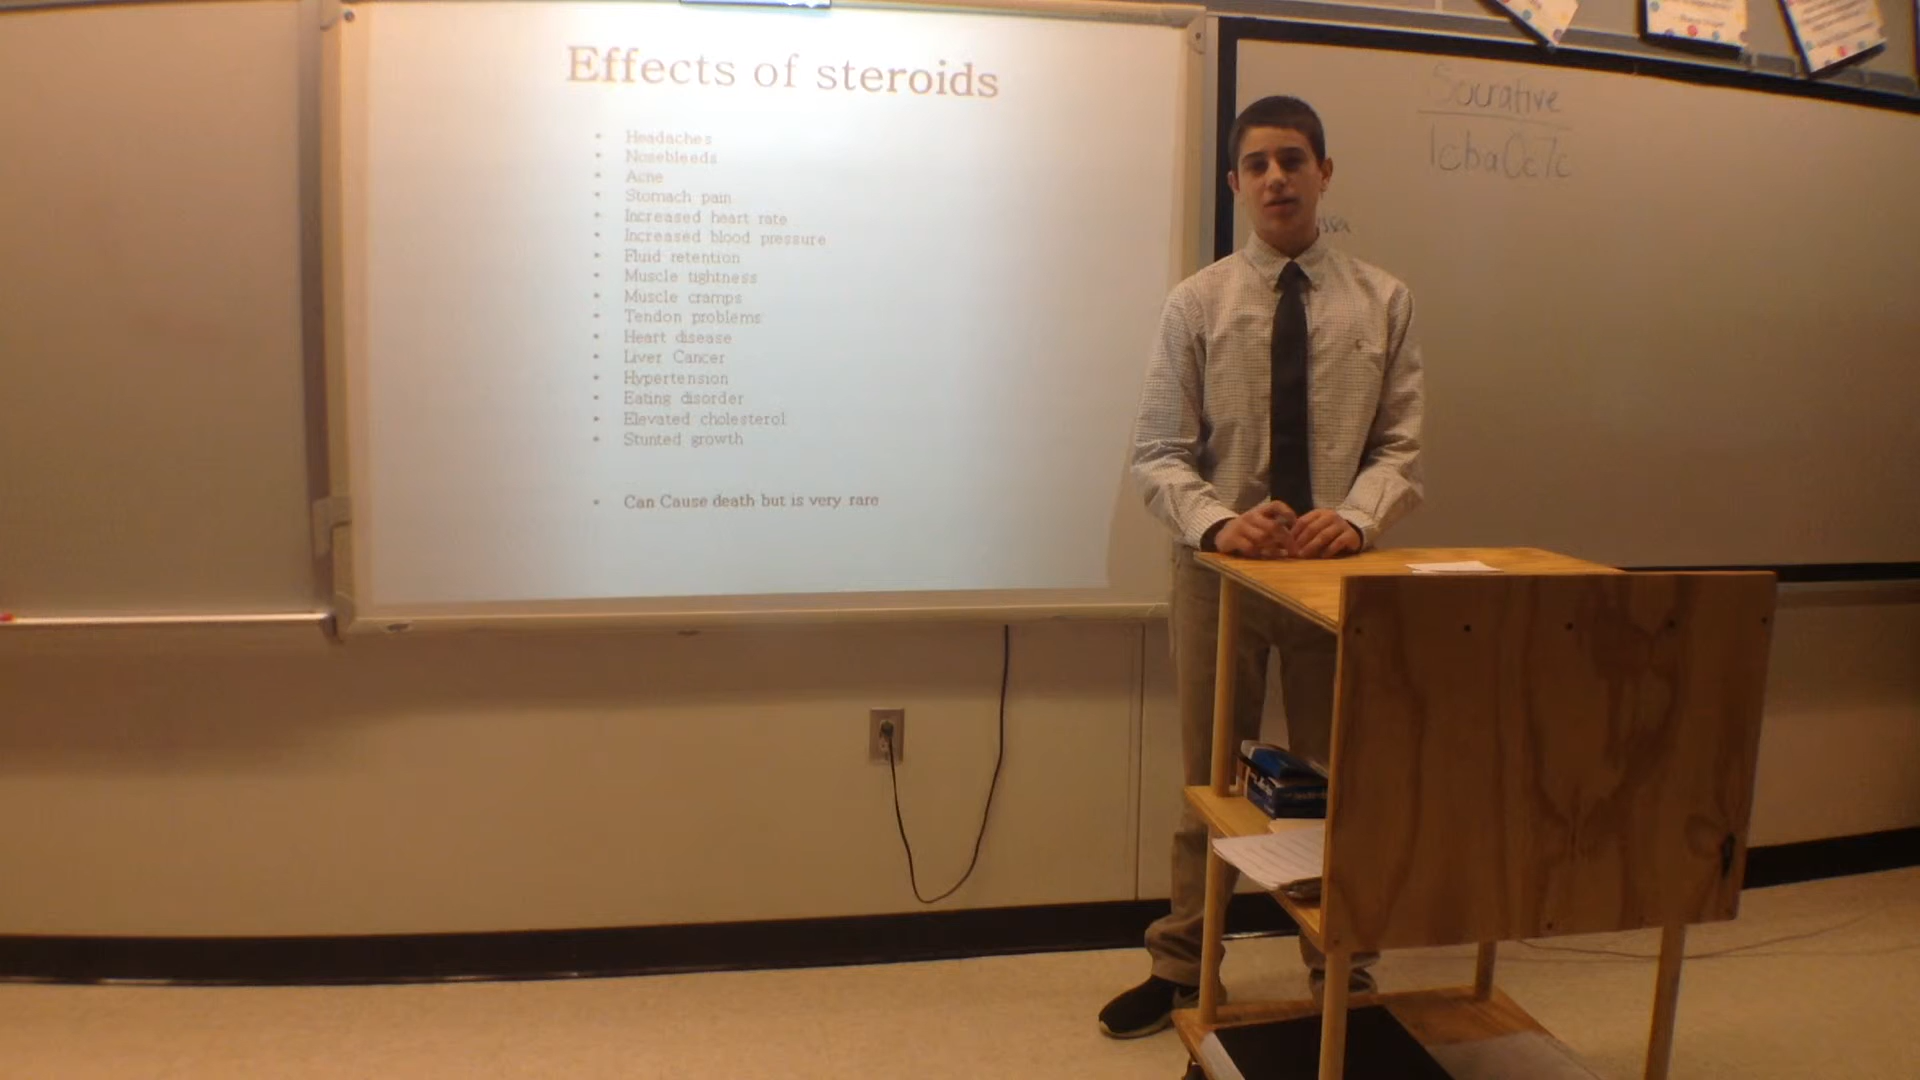 Effects of steroids
• Headaches
• Nosebleeds
• Acne
• Stomach pain
• Increased heart rate
• Increased blood pressure
• Fluid retention
• Muscle tightness
• Muscle cramps
• Tendon problems
• Heart disease
• Liver Cancer
• Hypertension
• Eating disorder
• Elevated cholesterol
• Stunted growth
• Can Cause death but is very rare
Socrative
1cba0c7c